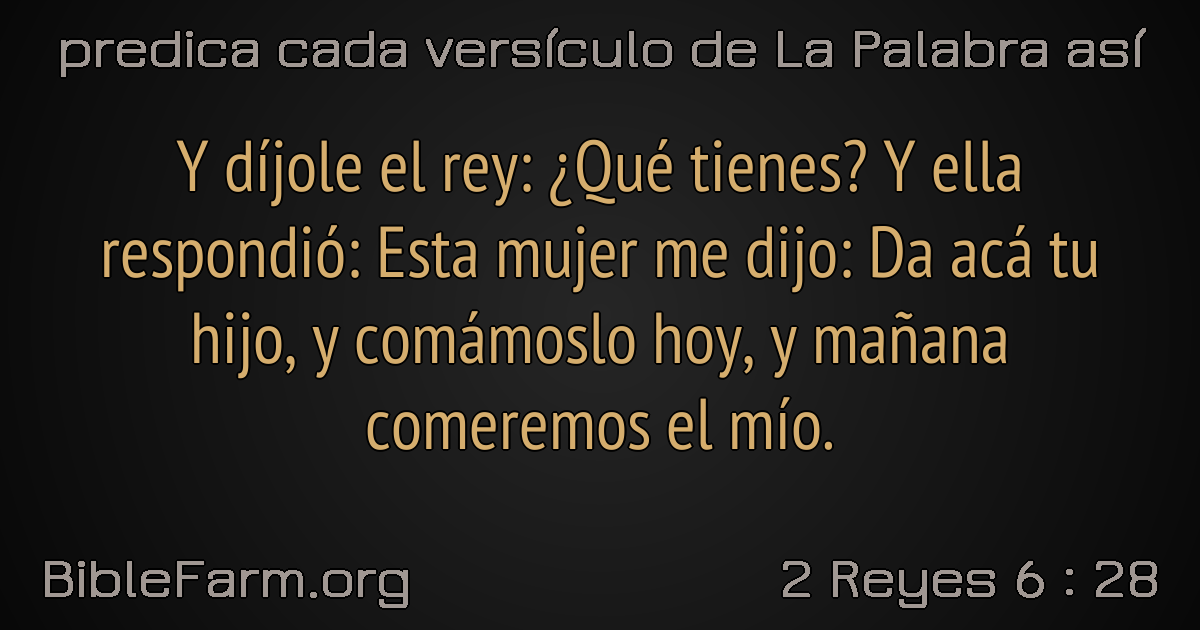 predica cada versículo de La Palabra así
Y díjole el rey: ¿Qué tienes? Y ella
respondió: Esta mujer me dijo: Da acá tu
hijo, y comámoslo hoy, y mañana
comeremos el mío.
BibleFarm.org
2 Reyes 6 : 28